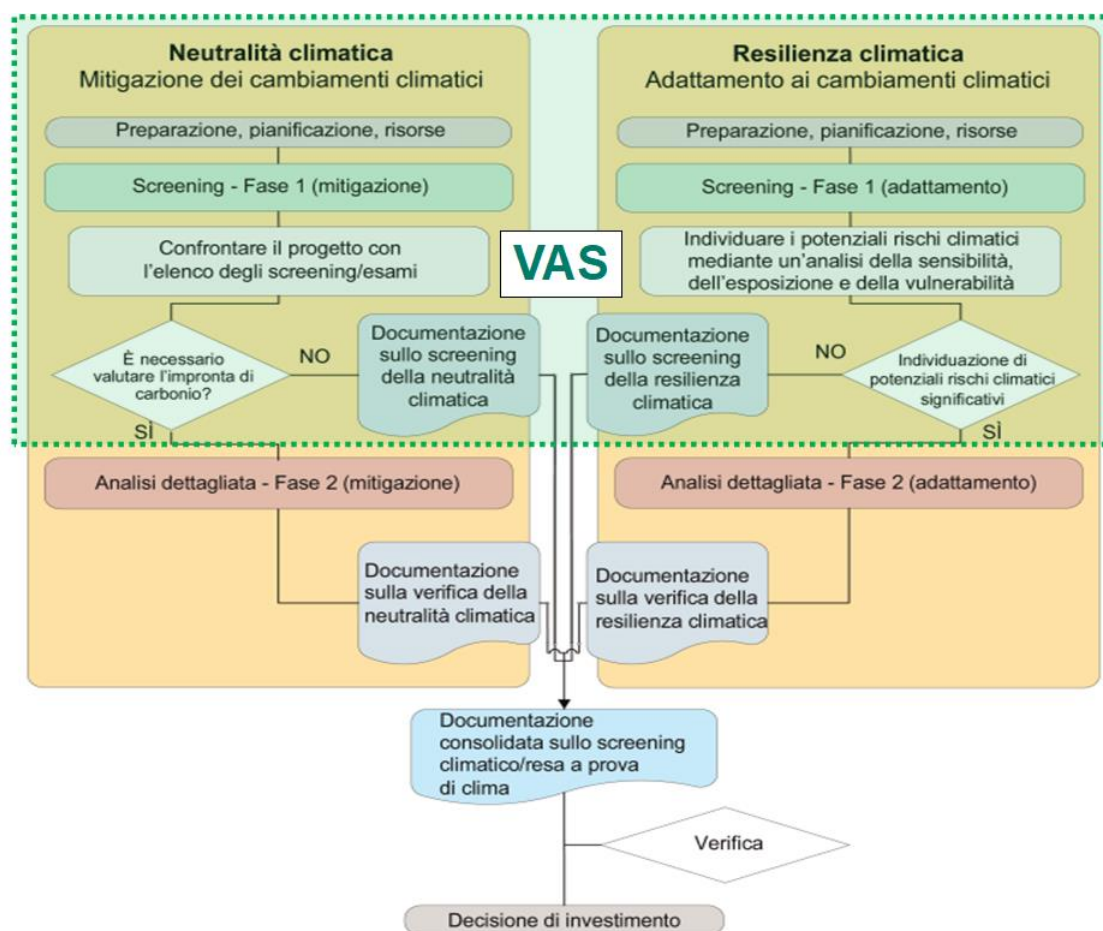 Neutralità climatica
Mitigazione dei cambiamenti climatici
Preparazione, pianificazione, risorse
Screening - Fase 1 (mitigazione)
Confrontare il progetto con
l'elenco degli screening/esami
È necessario
valutare l'impronta di
carbonio?
NO
SÌ
Documentazione
sullo screening
della neutralità
climatica
Analisi dettagliata - Fase 2 (mitigazione)
Documentazione
sulla verifica della
neutralità climatica
VAS
Resilienza climatica
Adattamento ai cambiamenti climatici
Preparazione, pianificazione, risorse
Screening - Fase 1 (adattamento)
Individuare i potenziali rischi climatici
mediante un'analisi della sensibilità,
dell'esposizione e della vulnerabilità
Individuazione di
potenziali rischi climatici
significativi
NO
SÌ
Documentazione
sullo screening
della resilienza
climatica
Analisi dettagliata - Fase 2 (adattamento)
Documentazione
sulla verifica della
resilienza climatica
Documentazione
consolidata sullo screening
climatico/resa a prova
di clima
Verifica
Decisione di investimento